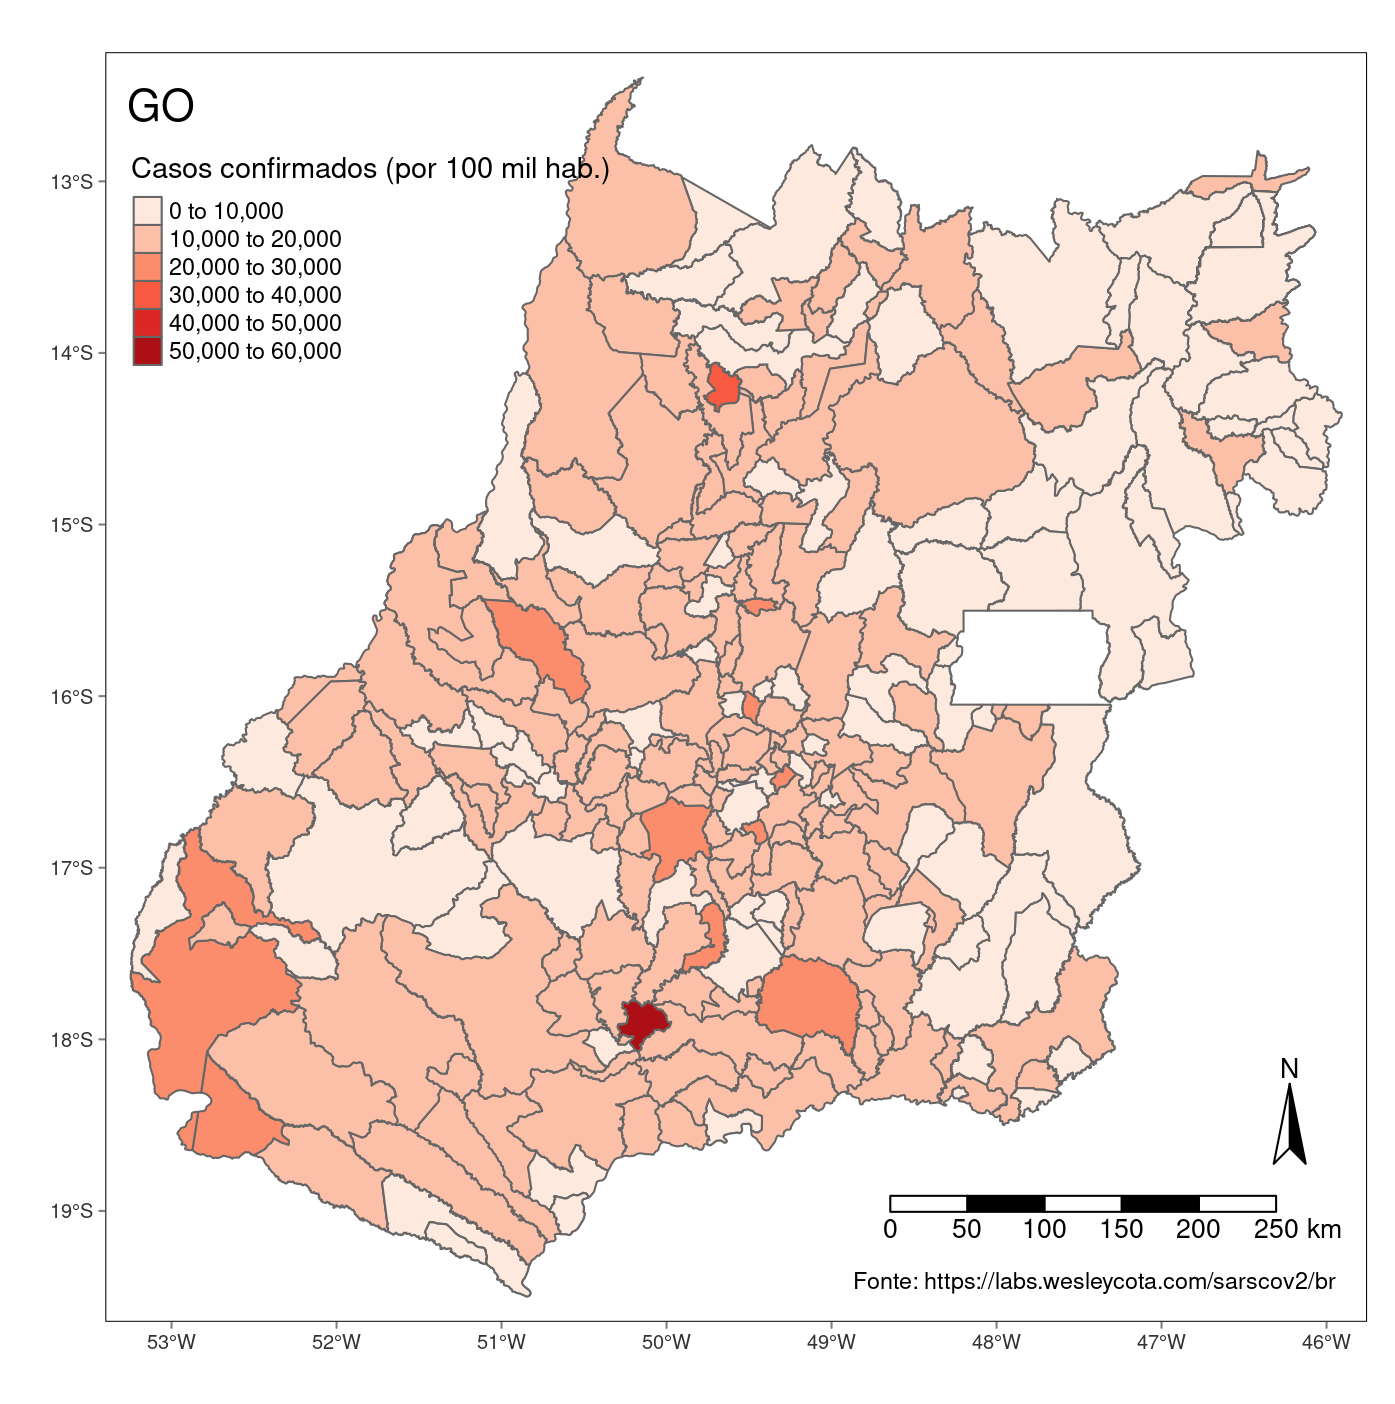 GO
Casos confirmados (por 100 mil hab.)
0 to 10,000
10,000 to 20,000
20,000 to 30,000
30,000 to 40,000
40,000 to 50,000
50,000 to 60,000
13°S
14°S
15°S
16°S
17°S
18°S
19°S
N
0 50 100 150 200 250 km
Fonte: https://labs.wesleycota.com/sarscov2/br
53°W 52°W 51°W 50°W 49°W 48°W 47°W 46°W